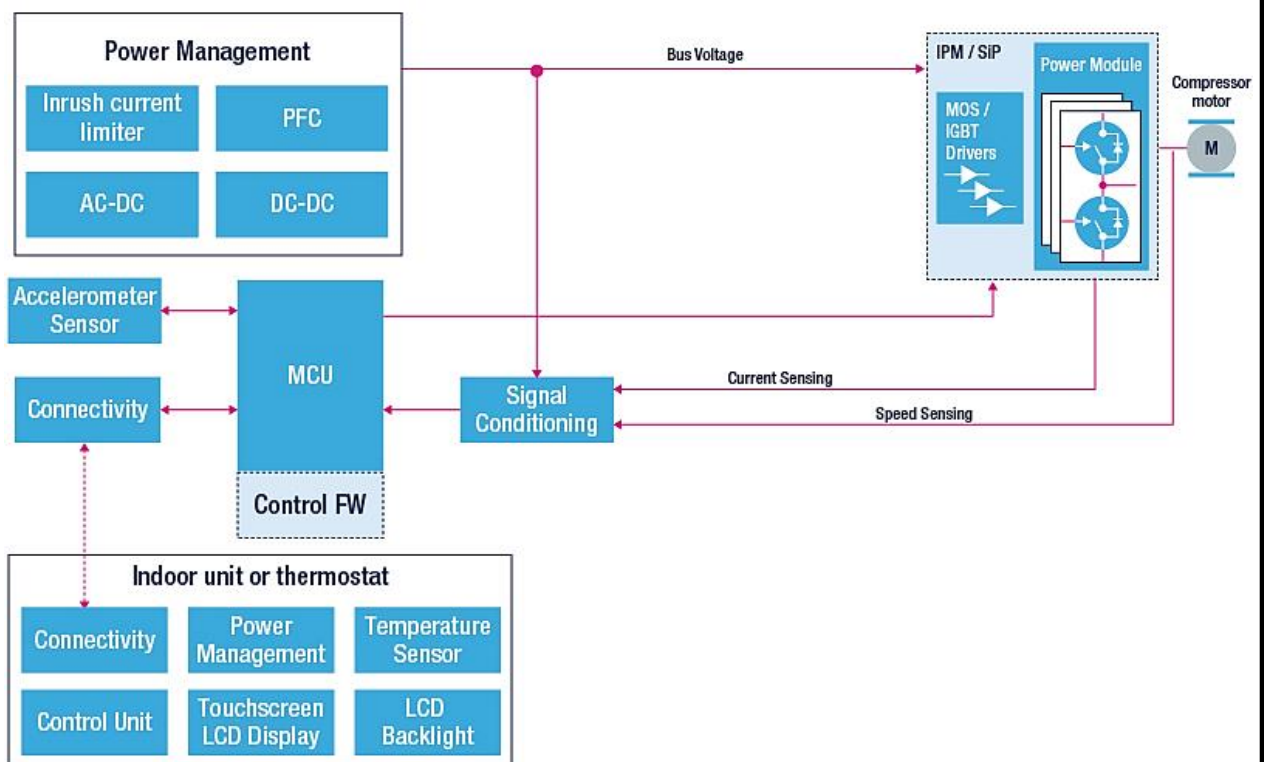 Power Management
Inrush current
limiter
PFC
AC-DC
DC-DC
Bus Voltage
IPM / SiP
Power Module
MOS /
IGBT
Drivers
Compressor
motor
M
Accelerometer
Sensor
MCU
Connectivity
Control FW
Signal
Conditioning
Current Sensing
Speed Sensing
Indoor unit or thermostat
Connectivity
Power
Management
Temperature
Sensor
Control Unit
Touchscreen
LCD Display
LCD
Backlight